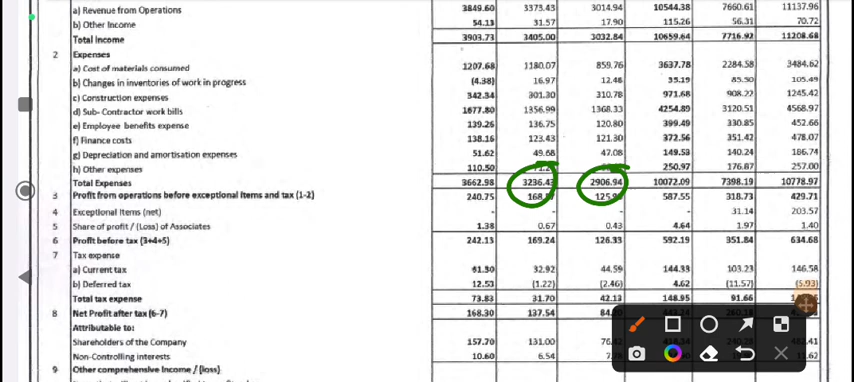 a) Revenue from Operations 3849.60 3373.43 3014.94 10544.38 7660.61 11137.96
b) Other Income 54.13 31.57 17.90 115.26 56.31 70.72
Total Income 3903.73 3405.00 3032.84 10659.64 7716.92 11208.68
2 Expenses
a) Cost of materials consumed 1207.68 1180.07 859.76 3637.78 2284.58 3484.62
b) Changes in inventories of work in progress (4.38) 16.97 12.46 35.19 85.50 105.49
c) Construction expenses 342.34 301.30 310.78 971.68 908.22 1245.42
d) Sub- Contractor work bills 1677.80 1356.99 1368.33 4254.89 3120.51 4568.97
e) Employee benefits expense 139.26 136.75 120.80 399.49 330.85 452.66
f) Finance costs 138.16 123.43 121.30 372.56 351.42 478.07
g) Depreciation and amortisation expenses 51.62 49.68 47.08 149.53 140.24 186.74
h) Other expenses 110.50 250.97 176.87 257.00
Total Expenses 3662.98 3236.43 2906.94 10072.09 7398.19 10778.97
3 Profit from operations before exceptional items and tax (1-2) 240.75 587.55 318.73 429.71
4 Exceptional Items (net) - - - - 31.14 203.57
5 Share of profit / (Loss) of Associates 1.38 0.67 0.43 4.64 1.97 1.40
6 Profit before tax (3+4+5) 242.13 169.24 126.33 592.19 351.84 634.68
7 Tax expense
a) Current tax 61.30 32.92 44.59 144.33 103.23 146.58
b) Deferred tax 12.53 (1.22) (2.46) 4.62 (11.57) (5.93)
Total tax expense 73.83 31.70 42.13 148.95 91.66
8 Net Profit after tax (6-7) 168.30 137.54
Attributable to:
Shareholders of the Company 157.70 131.00
Non-Controlling interests 10.60 6.54
9 Other comprehensive Income / (loss)